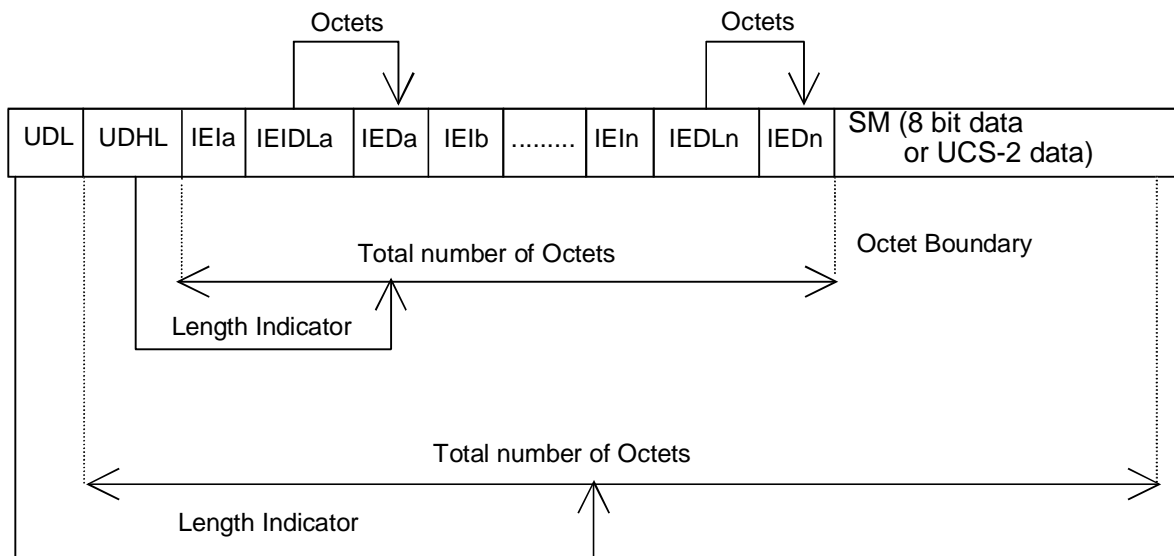 Octets
Octets
UDL UDHL IEIa IEIDLa IEDa IEIb ......... IEIn IEDLn IEDn SM (8 bit data
or UCS-2 data)
Total number of Octets
Octet Boundary
Length Indicator
Total number of Octets
Length Indicator